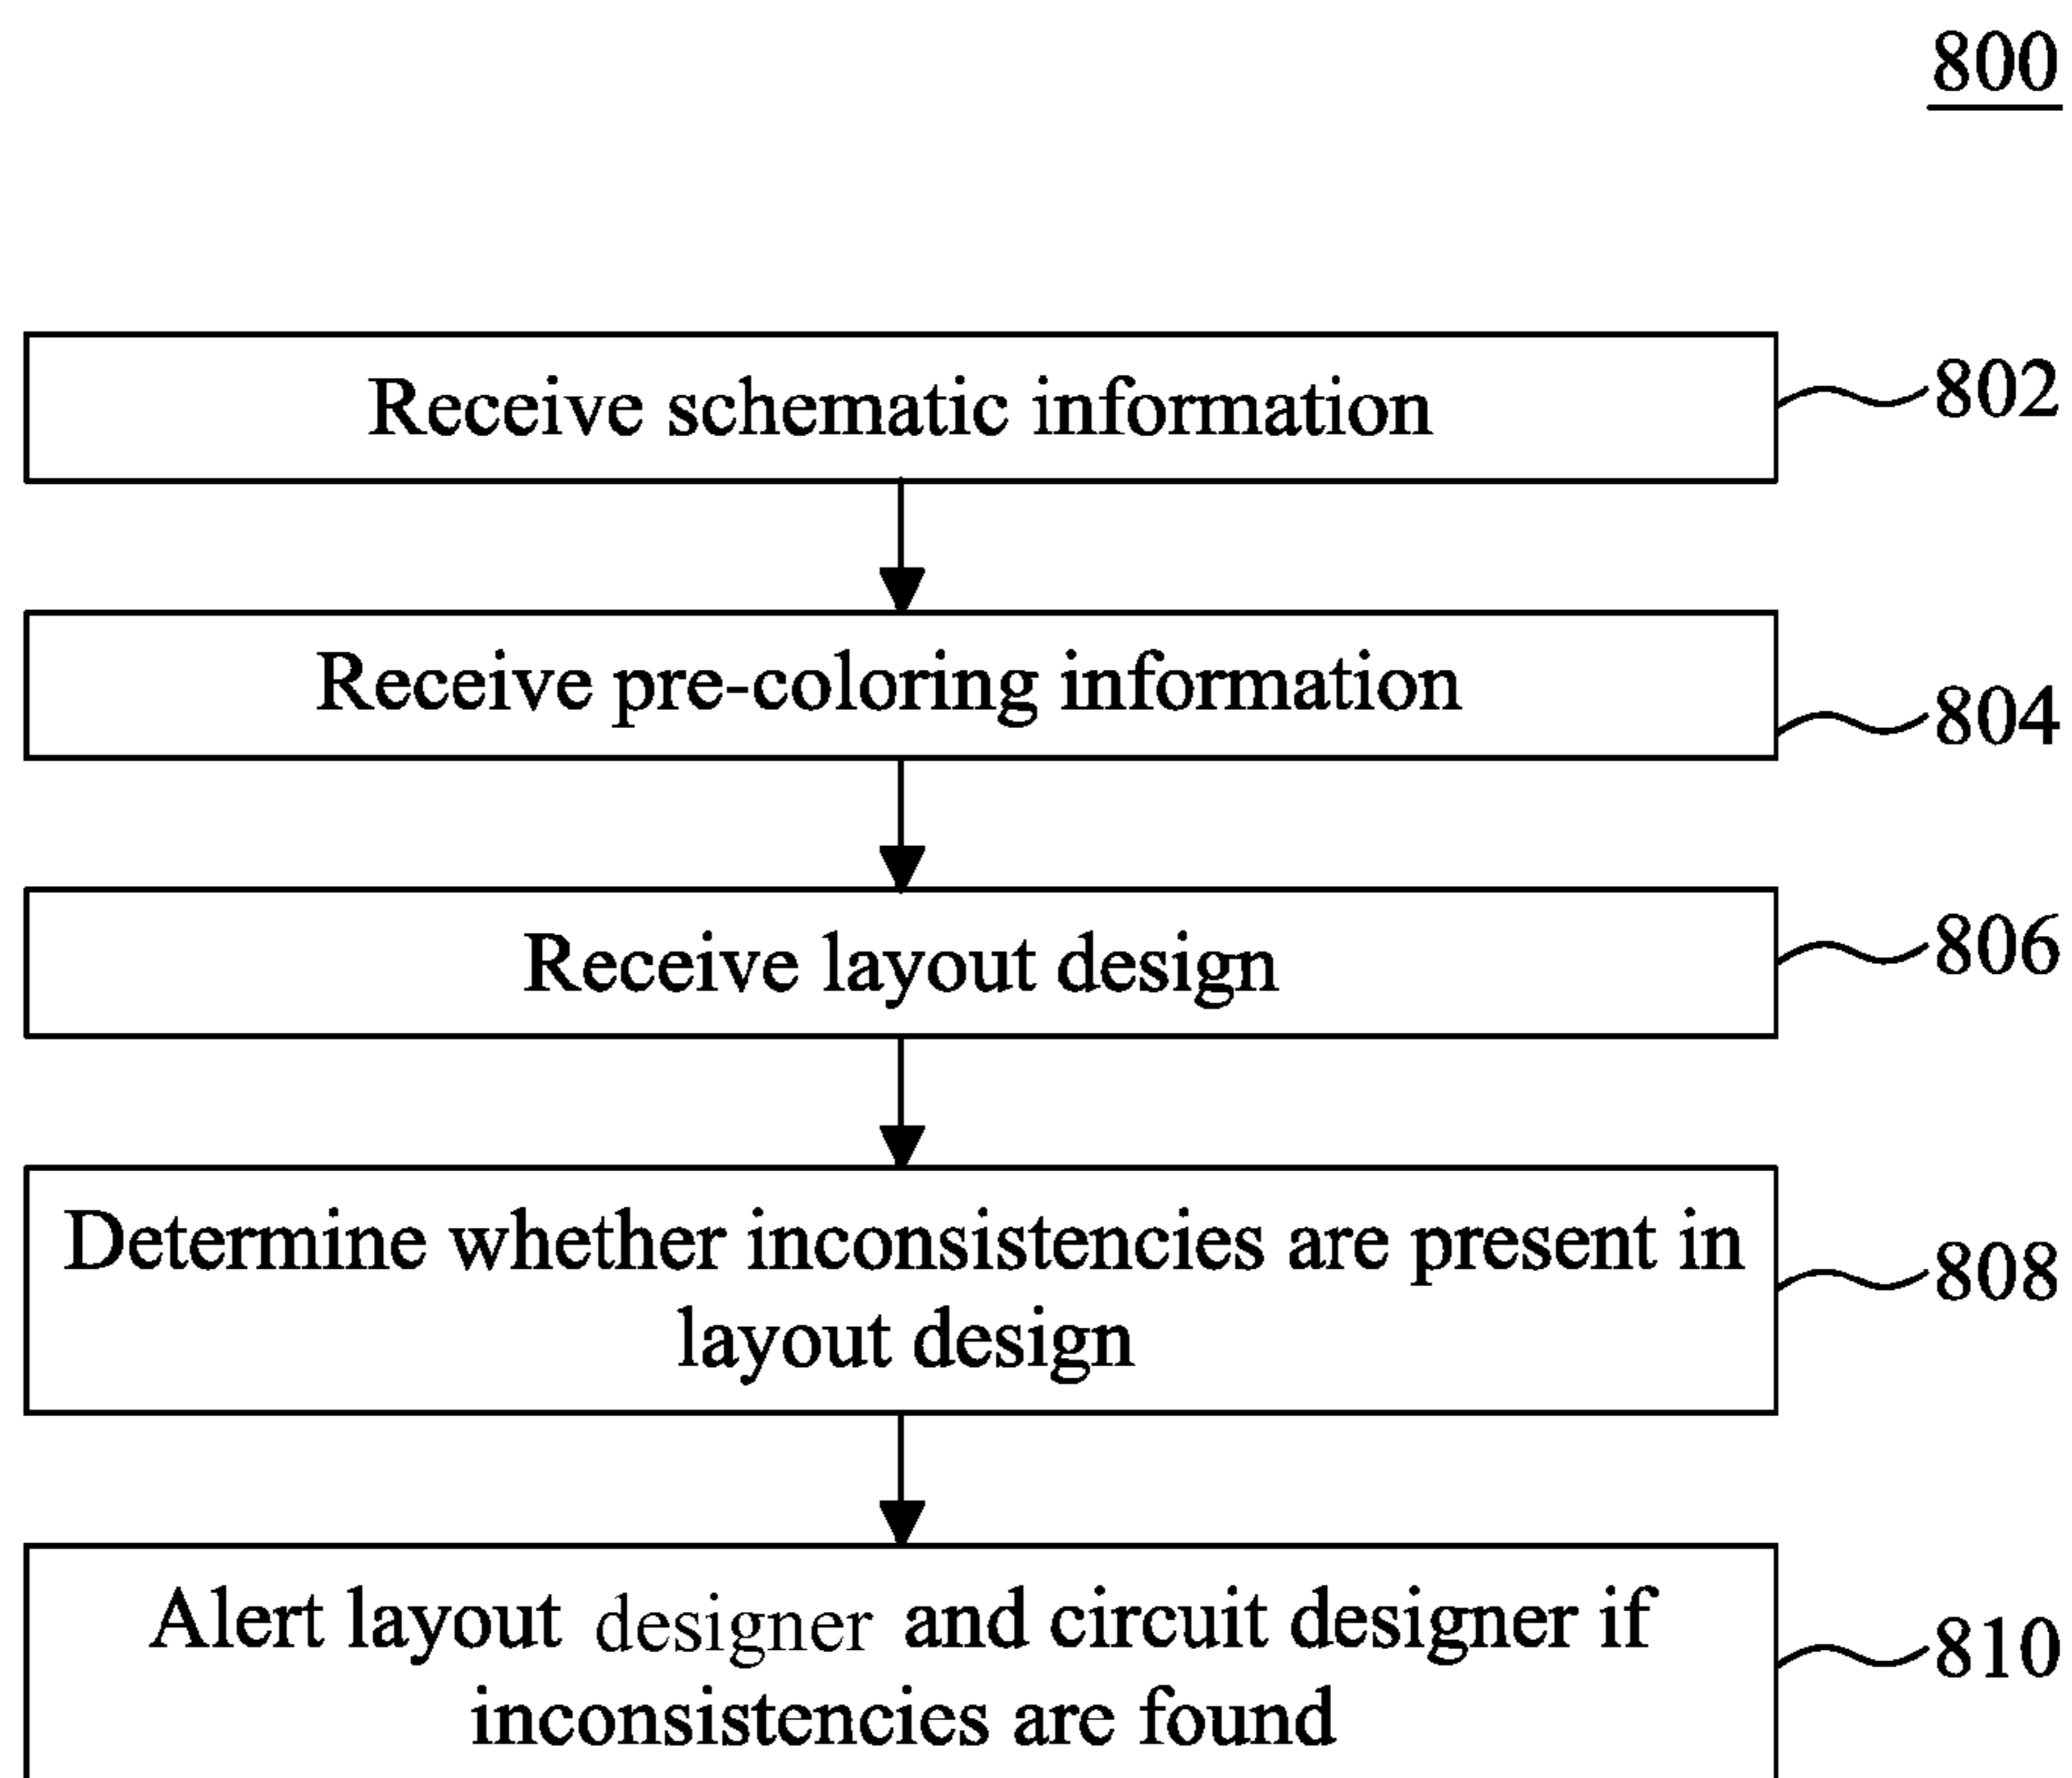 800
Receive schematic information
802
Receive pre-coloring information
804
Receive layout design
806
Determine whether inconsistencies are present in
layout design
808
Alert layout designer and circuit designer if
inconsistencies are found
810